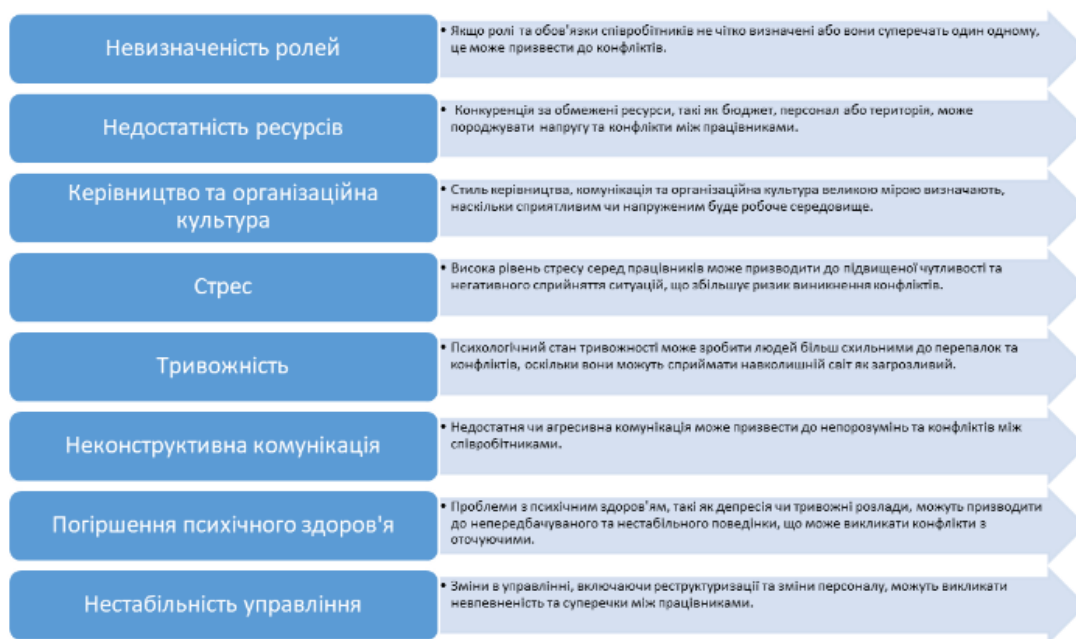 Невизначеність ролей
• Якщо ролі та обов'язки співробітників не чітко визначені або вони суперечать один одному,
це може призвести до конфліктів.
Недостатність ресурсів
• Конкуренція за обмежені ресурси, такі як бюджет, персонал або територія, може
породжувати напругу та конфлікти між працівниками.
Керівництво та організаційна
культура
• Стиль керівництва, комунікація та організаційна культура великою мірою визначають,
наскільки сприятливим чи напруженим буде робоче середовище.
Стрес
• Висока рівень стресу серед працівників може призводити до підвищеної чутливості та
негативного сприйняття ситуацій, що збільшує ризик виникнення конфліктів.
Тривожність
• Психологічний стан тривожності може зробити людей більш схильними до перепалок та
конфліктів, оскільки вони можуть сприймати навколишній світ як загрозливий.
Неконструктивна комунікація
• Недостатня чи агресивна комунікація може призвести до непорозумінь та конфліктів між
співробітниками.
Погіршення психічного здоров'я
• Проблеми з психічним здоров'ям, такі як депресія чи тривожні розлади, можуть призводити
до непередбачуваного та нестабільного поведінки, що може викликати конфлікти з
оточуючими.
Нестабільність управління
• Зміни в управлінні, включаючи реструктуризації та зміни персоналу, можуть викликати
невпевненість та суперечки між працівниками.